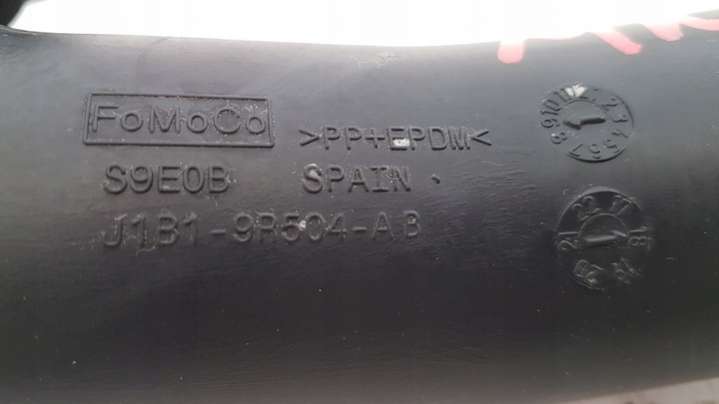 FoMoCo
>PP+EPDM<
S9E0B SPAIN
J1B1-9R504-AB